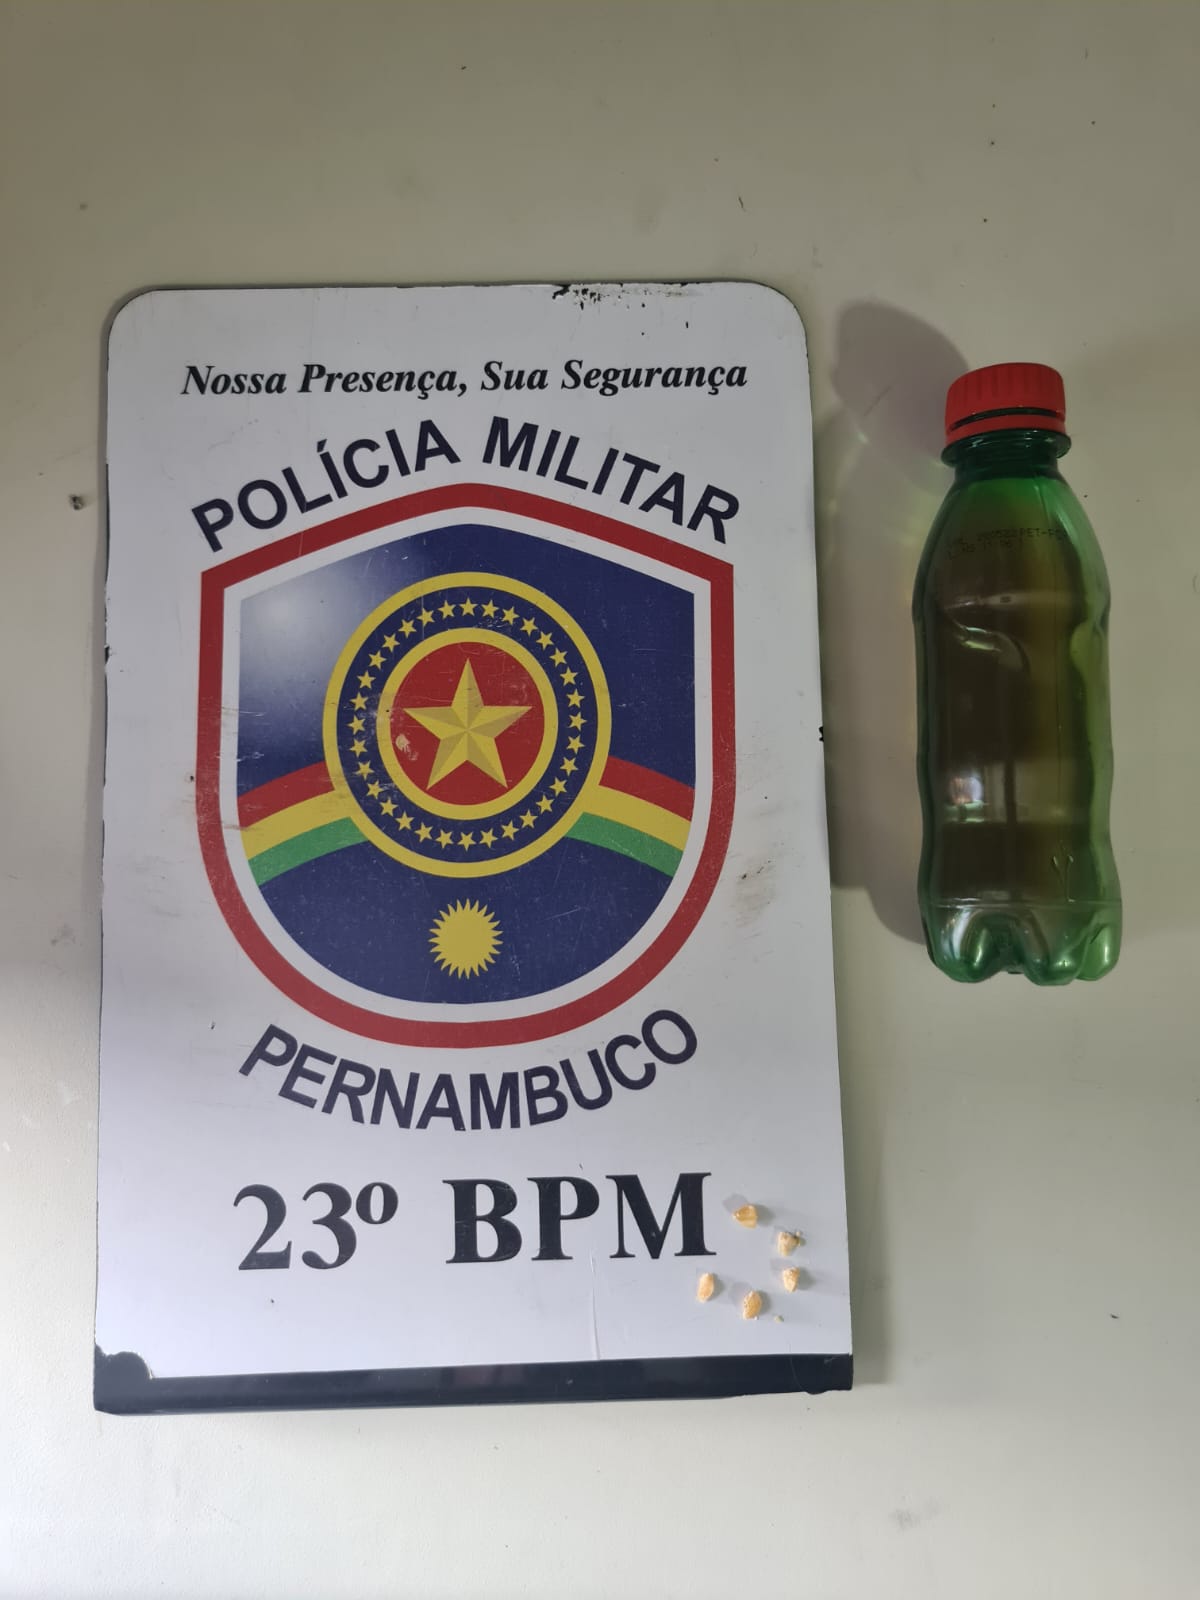 Nossa Presença, Sua Segurança
POLÍCIA MILITAR
PERNAMBUCO
23º BPM